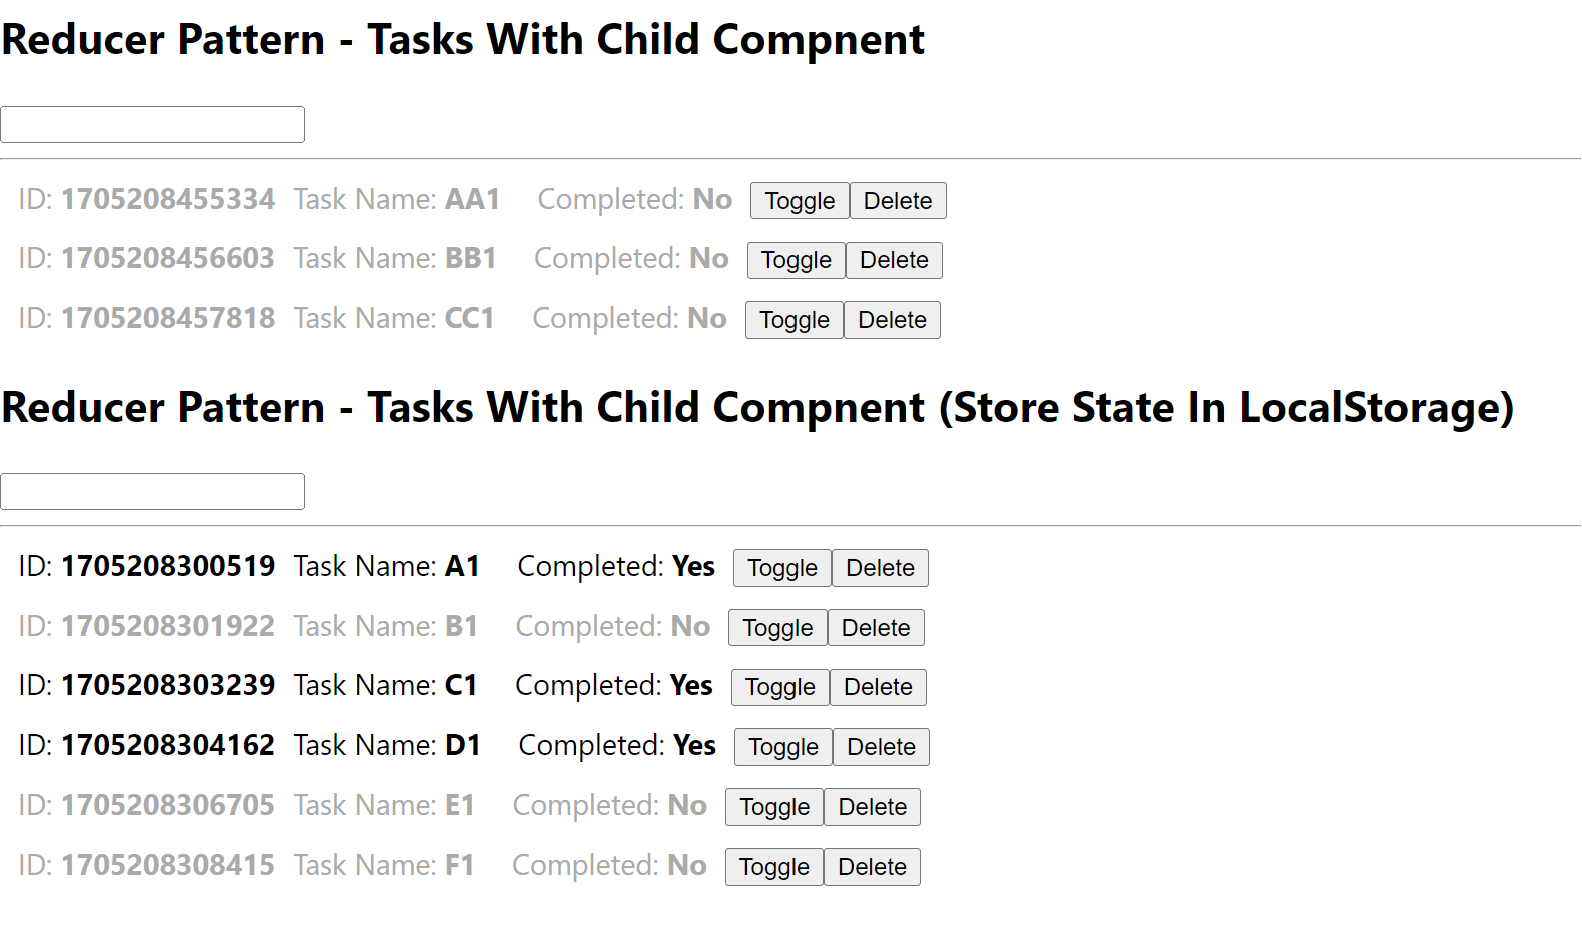 Reducer Pattern - Tasks With Child Compnent
ID: 1705208455334 Task Name: AA1 Completed: No Toggle Delete
ID: 1705208456603 Task Name: BB1 Completed: No Toggle Delete
ID: 1705208457818 Task Name: CC1 Completed: No Toggle Delete
Reducer Pattern - Tasks With Child Compnent (Store State In LocalStorage)
ID: 1705208300519 Task Name: A1 Completed: Yes Toggle Delete
ID: 1705208301922 Task Name: B1 Completed: No Toggle Delete
ID: 1705208303239 Task Name: C1 Completed: Yes Toggle Delete
ID: 1705208304162 Task Name: D1 Completed: Yes Toggle Delete
ID: 1705208306705 Task Name: E1 Completed: No Toggle Delete
ID: 1705208308415 Task Name: F1 Completed: No Toggle Delete